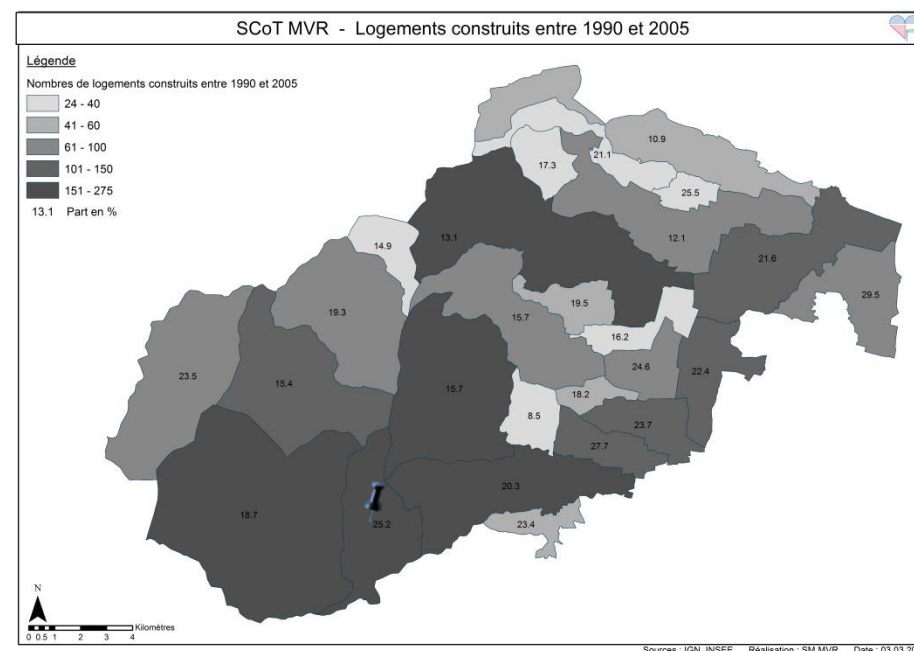 SCoT MVR - Logements construits entre 1990 et 2005
Légende
Nombres de logements construits entre 1990 et 2005
24 - 40
41 - 60
61 - 100
101 - 150
151 - 275
13.1 Part en %
10.9
21.1
17.3
25.5
12.1
13.1
14.9
21.6
29.5
19.5
19.3
15.7
16.2
23.5
24.6
22.4
15.4
15.7
18.2
8.5
23.7
27.7
20.3
18.7
25.2
23.4
N
Kilomètres
0 0.5 1 2 3 4
Sources : IGN, INSEE Réalisation : SM MVR Date : 03.03.20